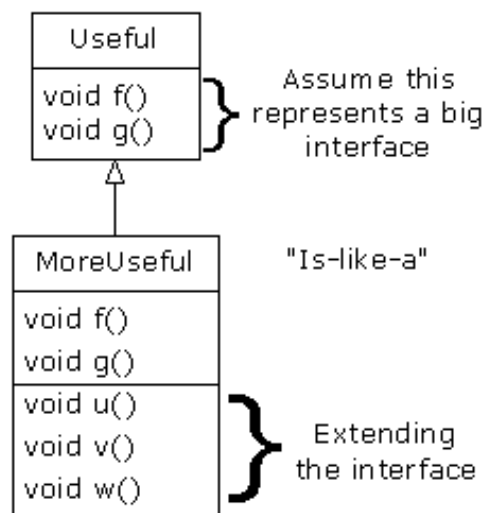 Useful
void f()
void g()
Assume this
represents a big
interface
MoreUseful
"Is-like-a"
void f()
void g()
void u()
void v()
void w()
Extending
the interface